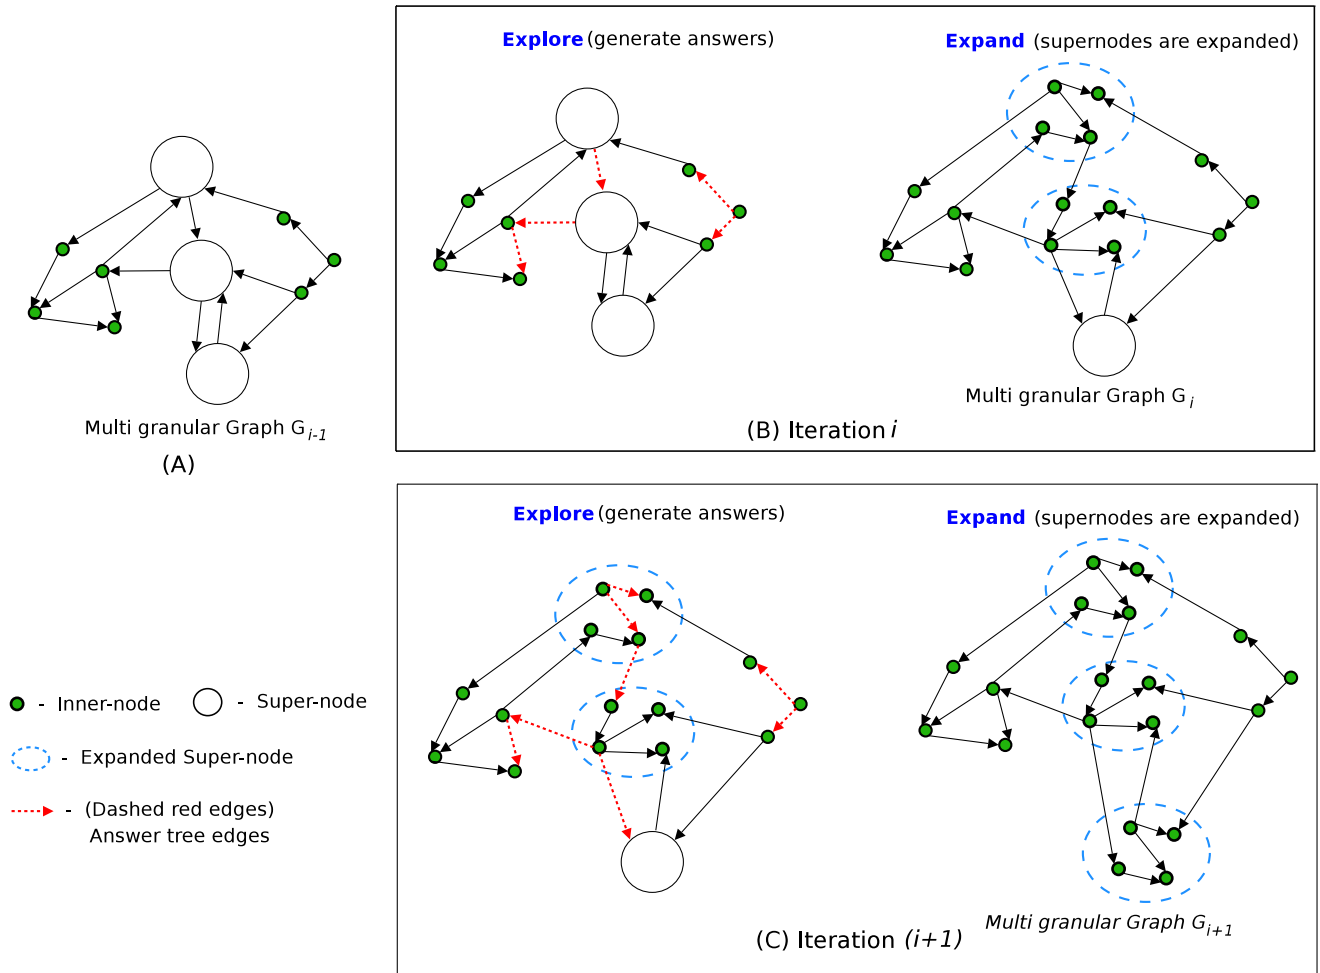 Multi granular Graph G i-1
(A)
Explore (generate answers)
Expand (supernodes are expanded)
Multi granular Graph G i
(B) Iteration i
Explore (generate answers)
Expand (supernodes are expanded)
Multi granular Graph G i+1
(C) Iteration (i+1)
- Inner-node
- Super-node
- Expanded Super-node
- (Dashed red edges)
Answer tree edges